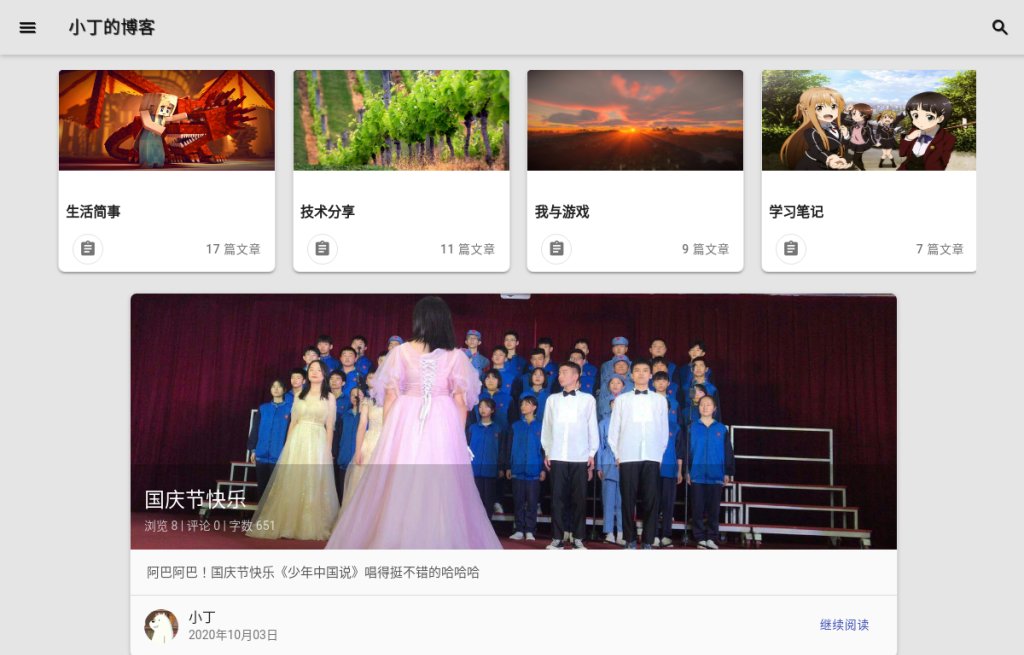 小丁的博客
生活简事
17 篇文章
技术分享
11 篇文章
我与游戏
9 篇文章
学习笔记
7 篇文章
国庆节快乐
浏览 8 | 评论 0 | 字数 651
阿巴阿巴！国庆节快乐《少年中国说》唱得挺不错的哈哈哈
小丁
2020年10月03日
继续阅读